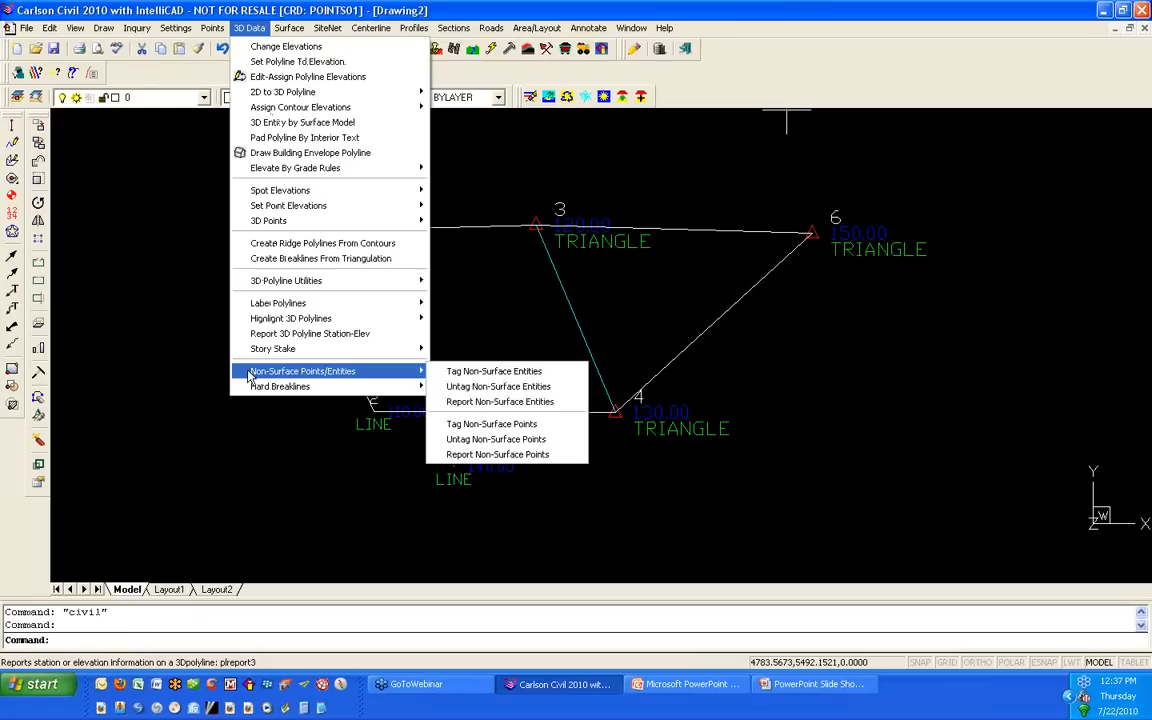 Carlson Civil 2010 with IntelliCAD - NOT FOR RESALE [CRD: POINTS01] - [Drawing2]
File Edit View Draw Inquiry Settings Points 3D Data Surface SiteNet Centerline Profiles Sections Roads Area/Layout Annotate Window Help
Change Elevations
Set Polyline To Elevation.
Edit-Assign Polyline Elevations
2D to 3D Polyline
0
BYLAYER
Assign Contour Elevations
3D Entity by Surface Model
Pad Polyline By Interior Text
Draw Building Envelope Polyline
Elevate By Grade Rules
Spot Elevations
Set Point Elevations
3D Points
Create Ridge Polylines From Contours
Create Breaklines From Triangulation
3D Polyline Utilities
Label Polylines
Highlight 3D Polylines
Report 3D Polyline Station-Elev
Story Stake
Non-Surface Points/Entities
Hard Breaklines
Tag Non-Surface Entities
Untag Non-Surface Entities
Report Non-Surface Entities
Tag Non-Surface Points
Untag Non-Surface Points
Report Non-Surface Points
3
120.00
TRIANGLE
6
150.00
TRIANGLE
4
130.00
TRIANGLE
LINE
140.00
LINE
Y
W
Z
X
Model Layout1 Layout2
Command: "civil"
Command:
Command:
Reports station or elevation information on a 3Dpolyline: plreport3
4783.5673,5492.1521,0.0000
SNAP GRID ORTHO POLAR ESNAP LWT MODEL TABLET
start
GoToWebinar
Carlson Civil 2010 wit...
Microsoft PowerPoint ...
PowerPoint Slide Sho...
12:37 PM
Thursday
7/22/2010